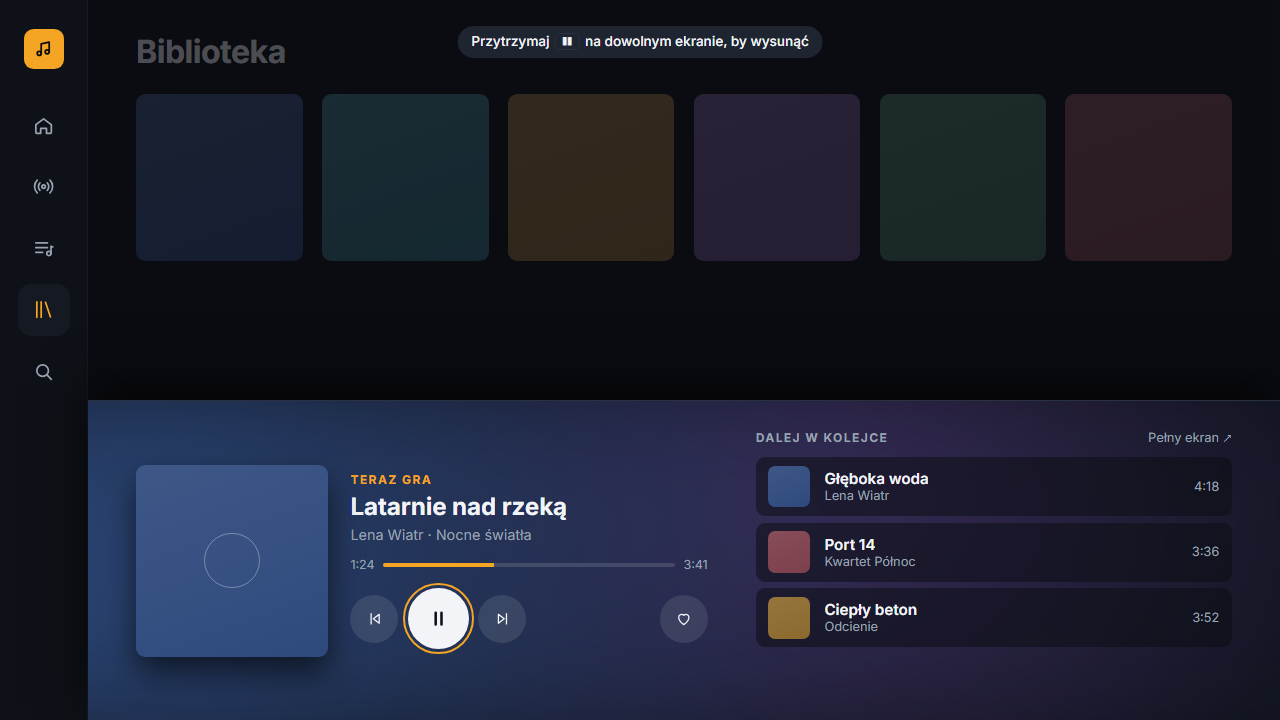 Przytrzymaj na dowolnym ekranie, by wysunąć
Biblioteka
TERAZ GRA
Latarnie nad rzeką
Lena Wiatr · Nocne światła
1:24 3:41
DALEJ W KOLEJCE Pełny ekran ↗
Głęboka woda
Lena Wiatr
4:18
Port 14
Kwartet Północ
3:36
Ciepły beton
Odcienie
3:52